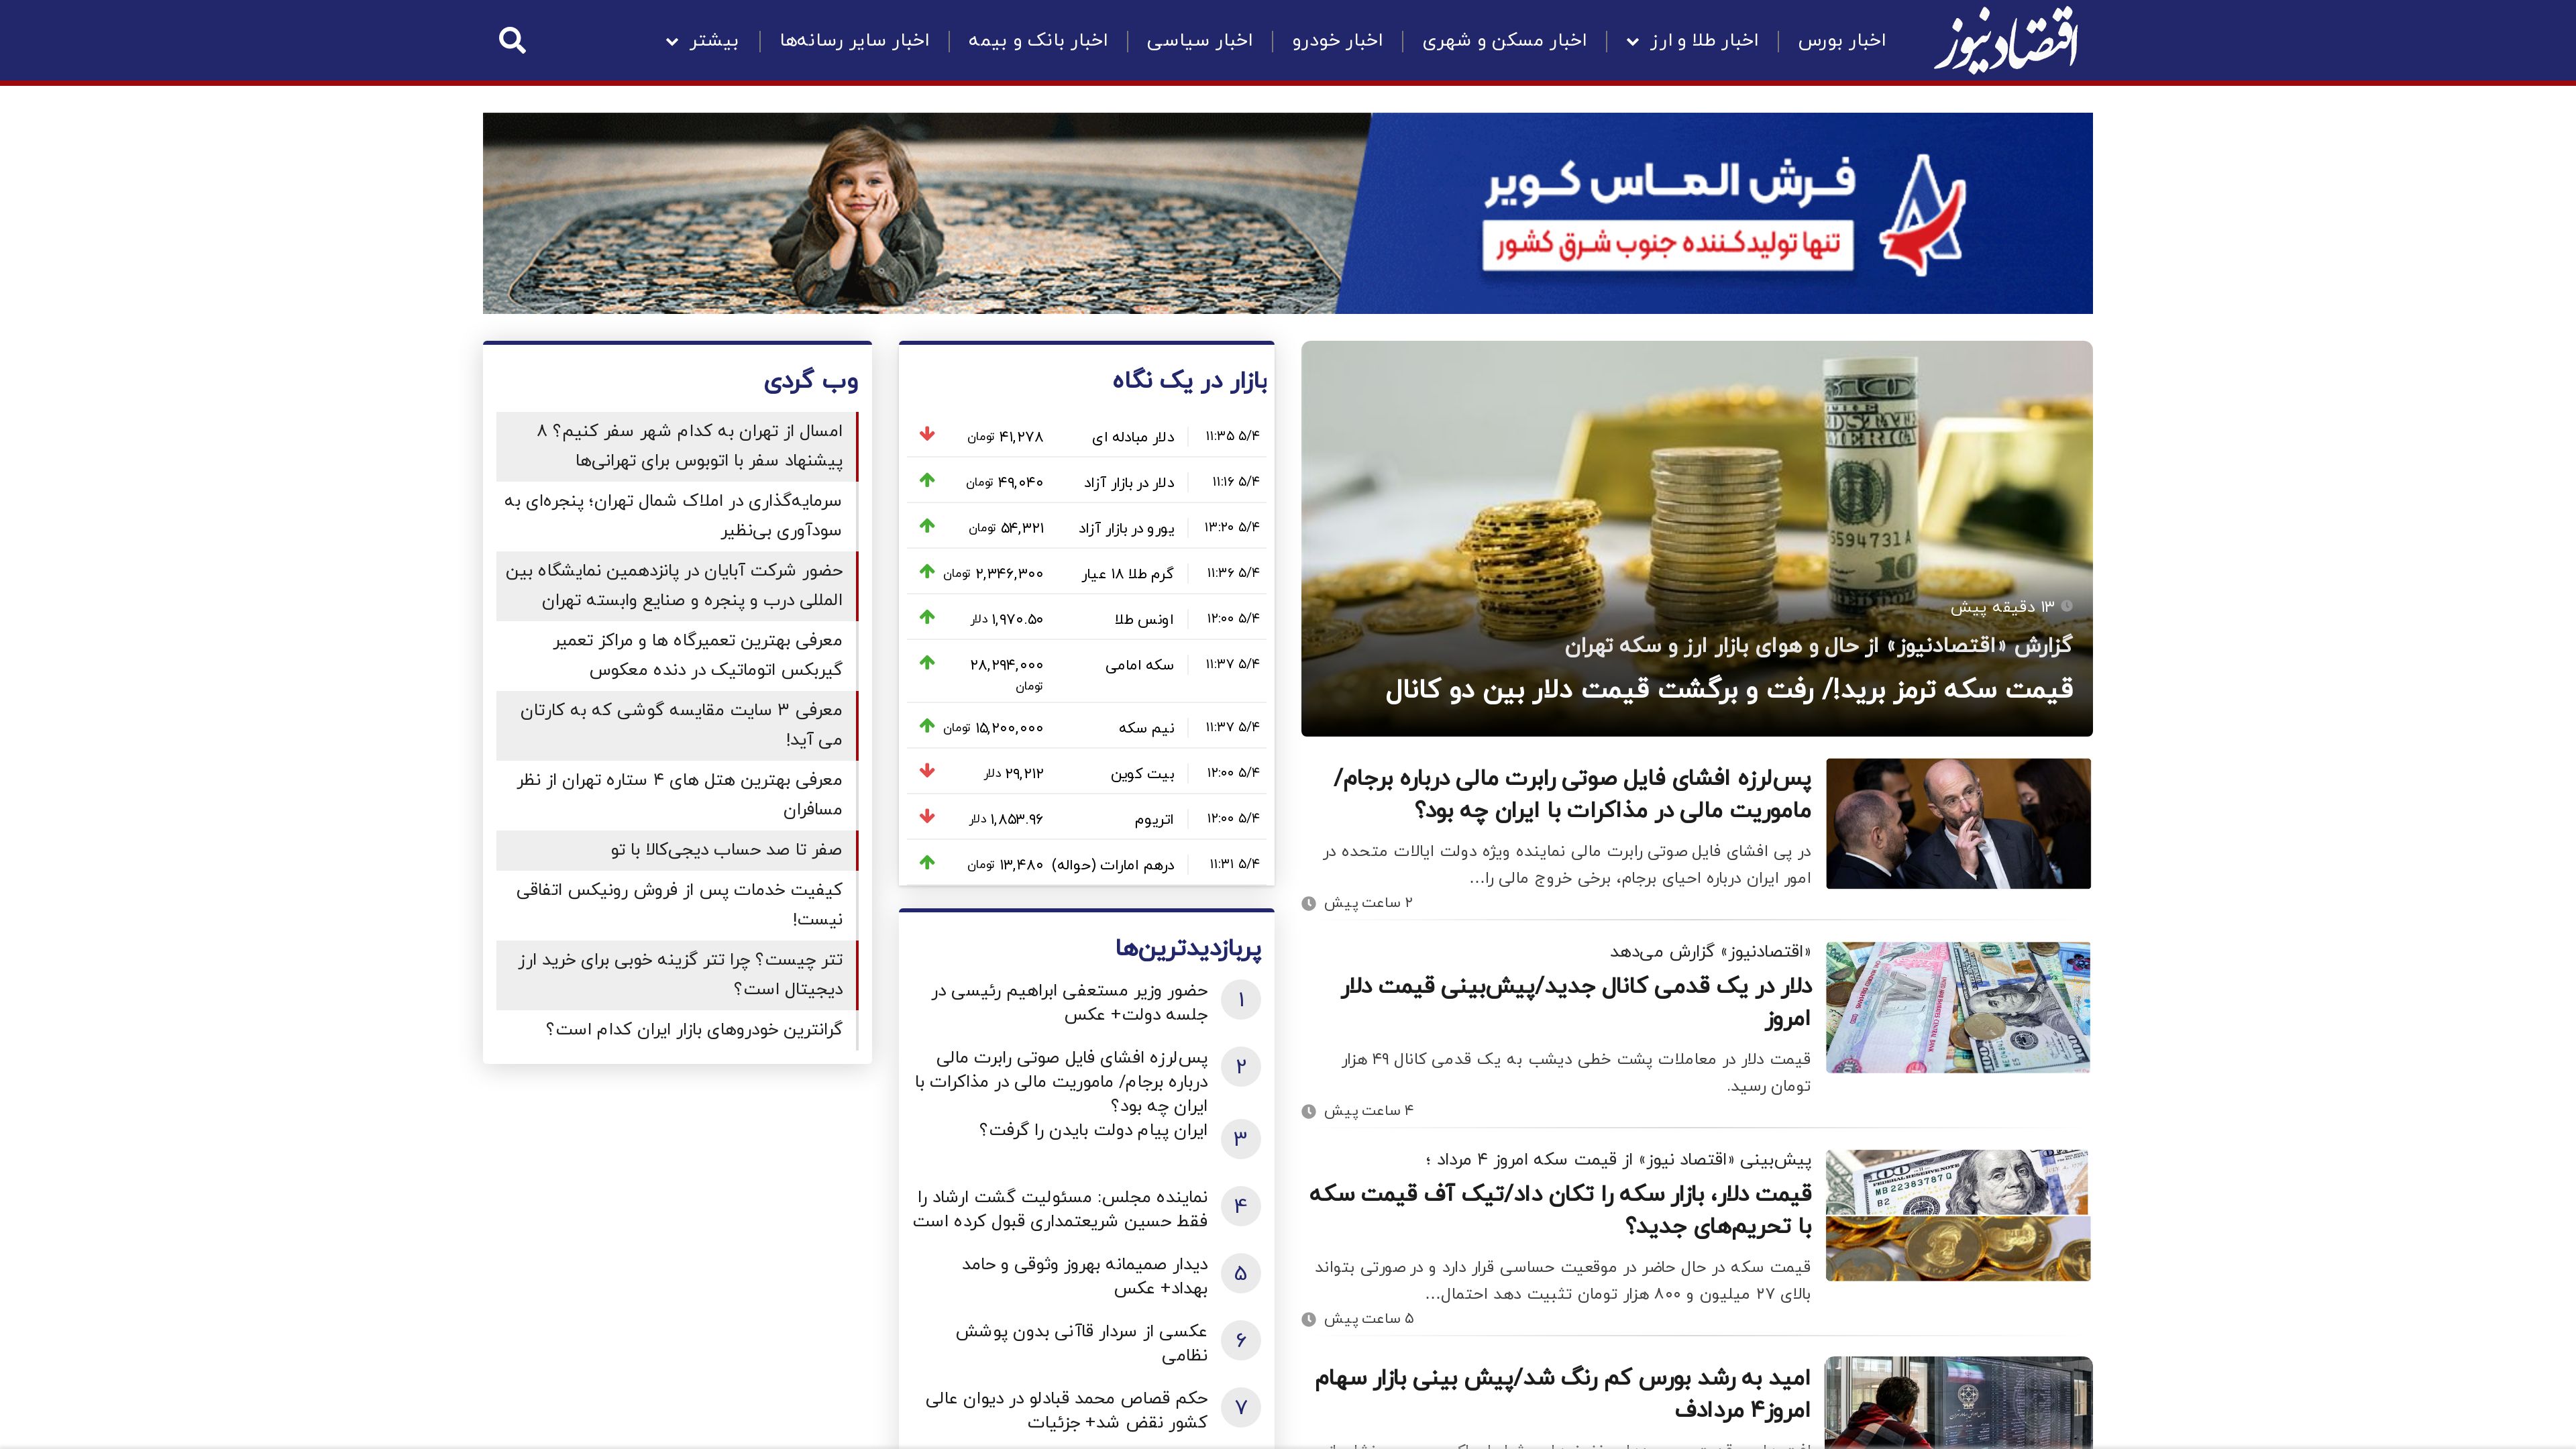 اقتصادنیوز
اخبار بورس
اخبار طلا و ارز
اخبار مسکن و شهری
اخبار خودرو
اخبار سیاسی
اخبار بانک و بیمه
اخبار سایر رسانه‌ها
بیشتر
فرش الماس کویر
تنها تولیدکننده جنوب شرق کشور
۱۳ دقیقه پیش
گزارش «اقتصادنیوز» از حال و هوای بازار ارز و سکه تهران
قیمت سکه ترمز برید!/ رفت و برگشت قیمت دلار بین دو کانال
پس‌لرزه افشای فایل صوتی رابرت مالی درباره برجام/
ماموریت مالی در مذاکرات با ایران چه بود؟
در پی افشای فایل صوتی رابرت مالی نماینده ویژه دولت ایالات متحده در
امور ایران درباره احیای برجام، برخی خروج مالی را...
۲ ساعت پیش
«اقتصادنیوز» گزارش می‌دهد
دلار در یک قدمی کانال جدید/پیش‌بینی قیمت دلار
امروز
قیمت دلار در معاملات پشت خطی دیشب به یک قدمی کانال ۴۹ هزار
تومان رسید.
۴ ساعت پیش
پیش‌بینی «اقتصاد نیوز» از قیمت سکه امروز ۴ مرداد ؛
قیمت دلار، بازار سکه را تکان داد/تیک آف قیمت سکه
با تحریم‌های جدید؟
قیمت سکه در حال حاضر در موقعیت حساسی قرار دارد و در صورتی بتواند
بالای ۲۷ میلیون و ۸۰۰ هزار تومان تثبیت دهد احتمال...
۵ ساعت پیش
امید به رشد بورس کم رنگ شد/پیش بینی بازار سهام
امروز۴ مردادف
بازار در یک نگاه
۵/۴ ۱۱:۳۵ دلار مبادله ای ۴۱,۲۷۸ تومان
۵/۴ ۱۱:۱۶ دلار در بازار آزاد ۴۹,۰۴۰ تومان
۵/۴ ۱۳:۲۰ یورو در بازار آزاد ۵۴,۳۲۱ تومان
۵/۴ ۱۱:۳۶ گرم طلا ۱۸ عیار ۲,۳۴۶,۳۰۰ تومان
۵/۴ ۱۲:۰۰ اونس طلا ۱,۹۷۰.۵۰ دلار
۵/۴ ۱۱:۳۷ سکه امامی ۲۸,۲۹۴,۰۰۰
تومان
۵/۴ ۱۱:۳۷ نیم سکه ۱۵,۲۰۰,۰۰۰ تومان
۵/۴ ۱۲:۰۰ بیت کوین ۲۹,۲۱۲ دلار
۵/۴ ۱۲:۰۰ اتریوم ۱,۸۵۳.۹۶ دلار
۵/۴ ۱۱:۳۱ درهم امارات (حواله) ۱۳,۴۸۰ تومان
پربازدیدترین‌ها
۱ حضور وزیر مستعفی ابراهیم رئیسی در
جلسه دولت+ عکس
۲ پس‌لرزه افشای فایل صوتی رابرت مالی
درباره برجام/ ماموریت مالی در مذاکرات با
ایران چه بود؟
۳ ایران پیام دولت بایدن را گرفت؟
۴ نماینده مجلس: مسئولیت گشت ارشاد را
فقط حسین شریعتمداری قبول کرده است
۵ دیدار صمیمانه بهروز وثوقی و حامد
بهداد+ عکس
۶ عکسی از سردار قاآنی بدون پوشش
نظامی
۷ حکم قصاص محمد قبادلو در دیوان عالی
کشور نقض شد+ جزئیات
وب گردی
امسال از تهران به کدام شهر سفر کنیم؟ ۸
پیشنهاد سفر با اتوبوس برای تهرانی‌ها
سرمایه‌گذاری در املاک شمال تهران؛ پنجره‌ای به
سودآوری بی‌نظیر
حضور شرکت آبایان در پانزدهمین نمایشگاه بین
المللی درب و پنجره و صنایع وابسته تهران
معرفی بهترین تعمیرگاه ها و مراکز تعمیر
گیربکس اتوماتیک در دنده معکوس
معرفی ۳ سایت مقایسه گوشی که به کارتان
می آید!
معرفی بهترین هتل های ۴ ستاره تهران از نظر
مسافران
صفر تا صد حساب دیجی‌کالا با تو
کیفیت خدمات پس از فروش رونیکس اتفاقی
نیست!
تتر چیست؟ چرا تتر گزینه خوبی برای خرید ارز
دیجیتال است؟
گرانترین خودروهای بازار ایران کدام است؟